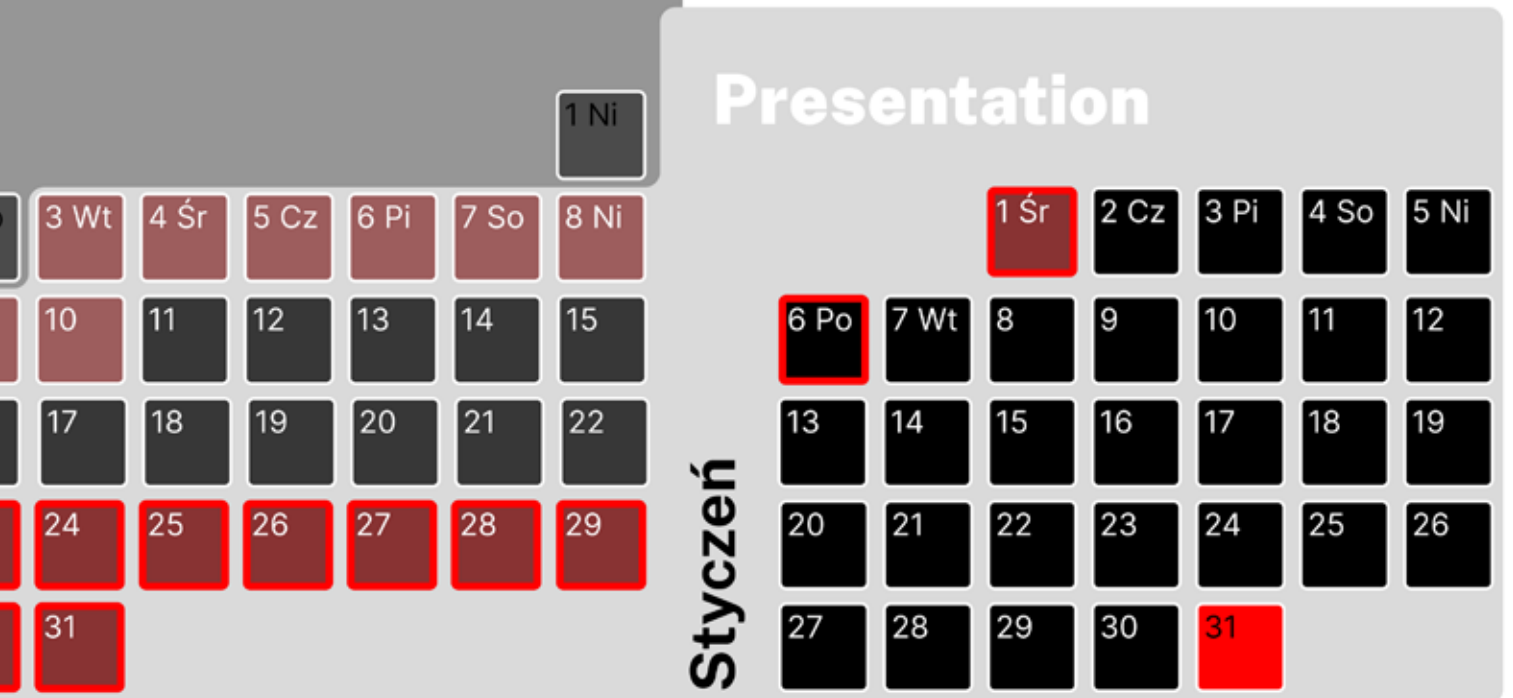 Presentation
1 Ni
3 Wt 4 Śr 5 Cz 6 Pi 7 So 8 Ni
10 11 12 13 14 15
17 18 19 20 21 22
24 25 26 27 28 29
31
Styczeń
1 Śr 2 Cz 3 Pi 4 So 5 Ni
6 Po 7 Wt 8 9 10 11 12
13 14 15 16 17 18 19
20 21 22 23 24 25 26
27 28 29 30 31